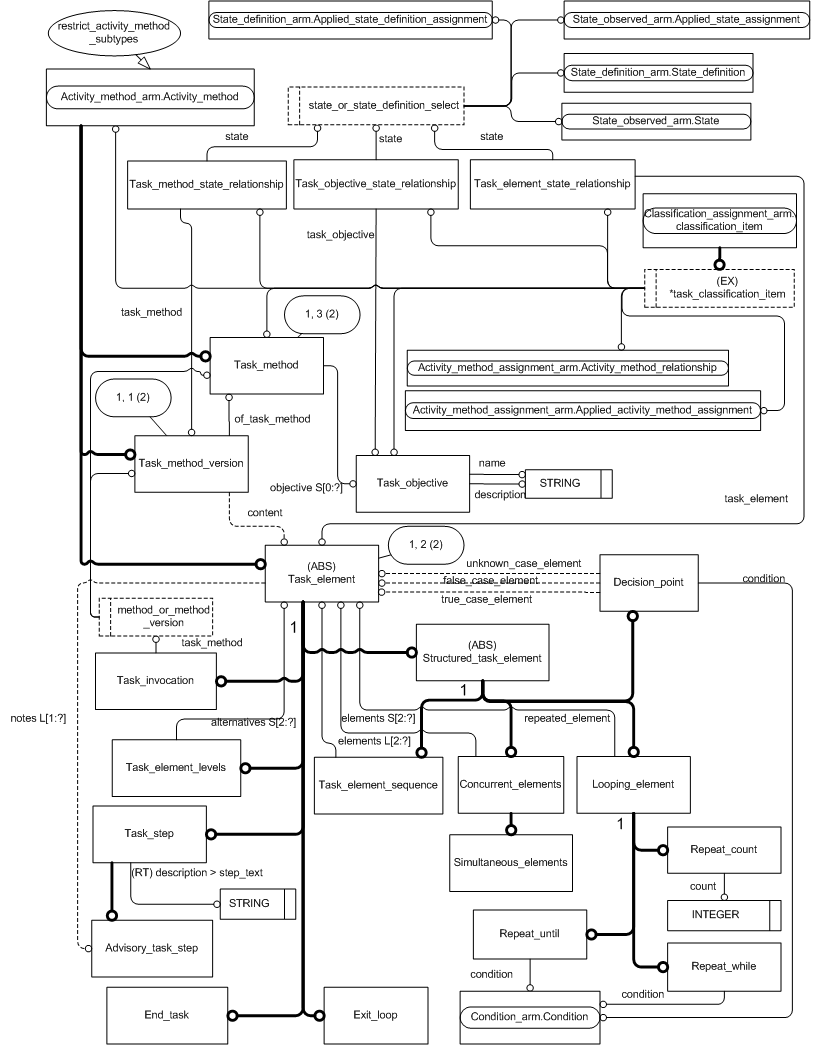 State_definition_arm.Applied_state_definition_assignment
State_observed_arm.Applied_state_assignment
restrict_activity_method
_subtypes
State_definition_arm.State_definition
Activity_method_arm.Activity_method
state_or_state_definition_select
State_observed_arm.State
state
state
state
Task_method_state_relationship
Task_objective_state_relationship
Task_element_state_relationship
Classification_assignment_arm.
classification_item
task_objective
(EX)
*task_classification_item
task_method
1, 3 (2)
Task_method
Activity_method_assignment_arm.Activity_method_relationship
1, 1 (2)
Activity_method_assignment_arm.Applied_activity_method_assignment
of_task_method
Task_method_version
name
Task_objective
STRING
objective S[0:?]
description
task_element
content
1, 2 (2)
(ABS)
Task_element
unknown_case_element
false_case_element
true_case_element
Decision_point
condition
method_or_method
_version
1
task_method
(ABS)
Structured_task_element
Task_invocation
1
notes L[1:?]
alternatives S[2:?]
elements S[2:?]
repeated_element
elements L[2:?]
Task_element_levels
Task_element_sequence
Concurrent_elements
Looping_element
1
Task_step
Repeat_count
Simultaneous_elements
(RT) description > step_text
count
STRING
INTEGER
Repeat_until
Advisory_task_step
Repeat_while
condition
condition
End_task
Exit_loop
Condition_arm.Condition